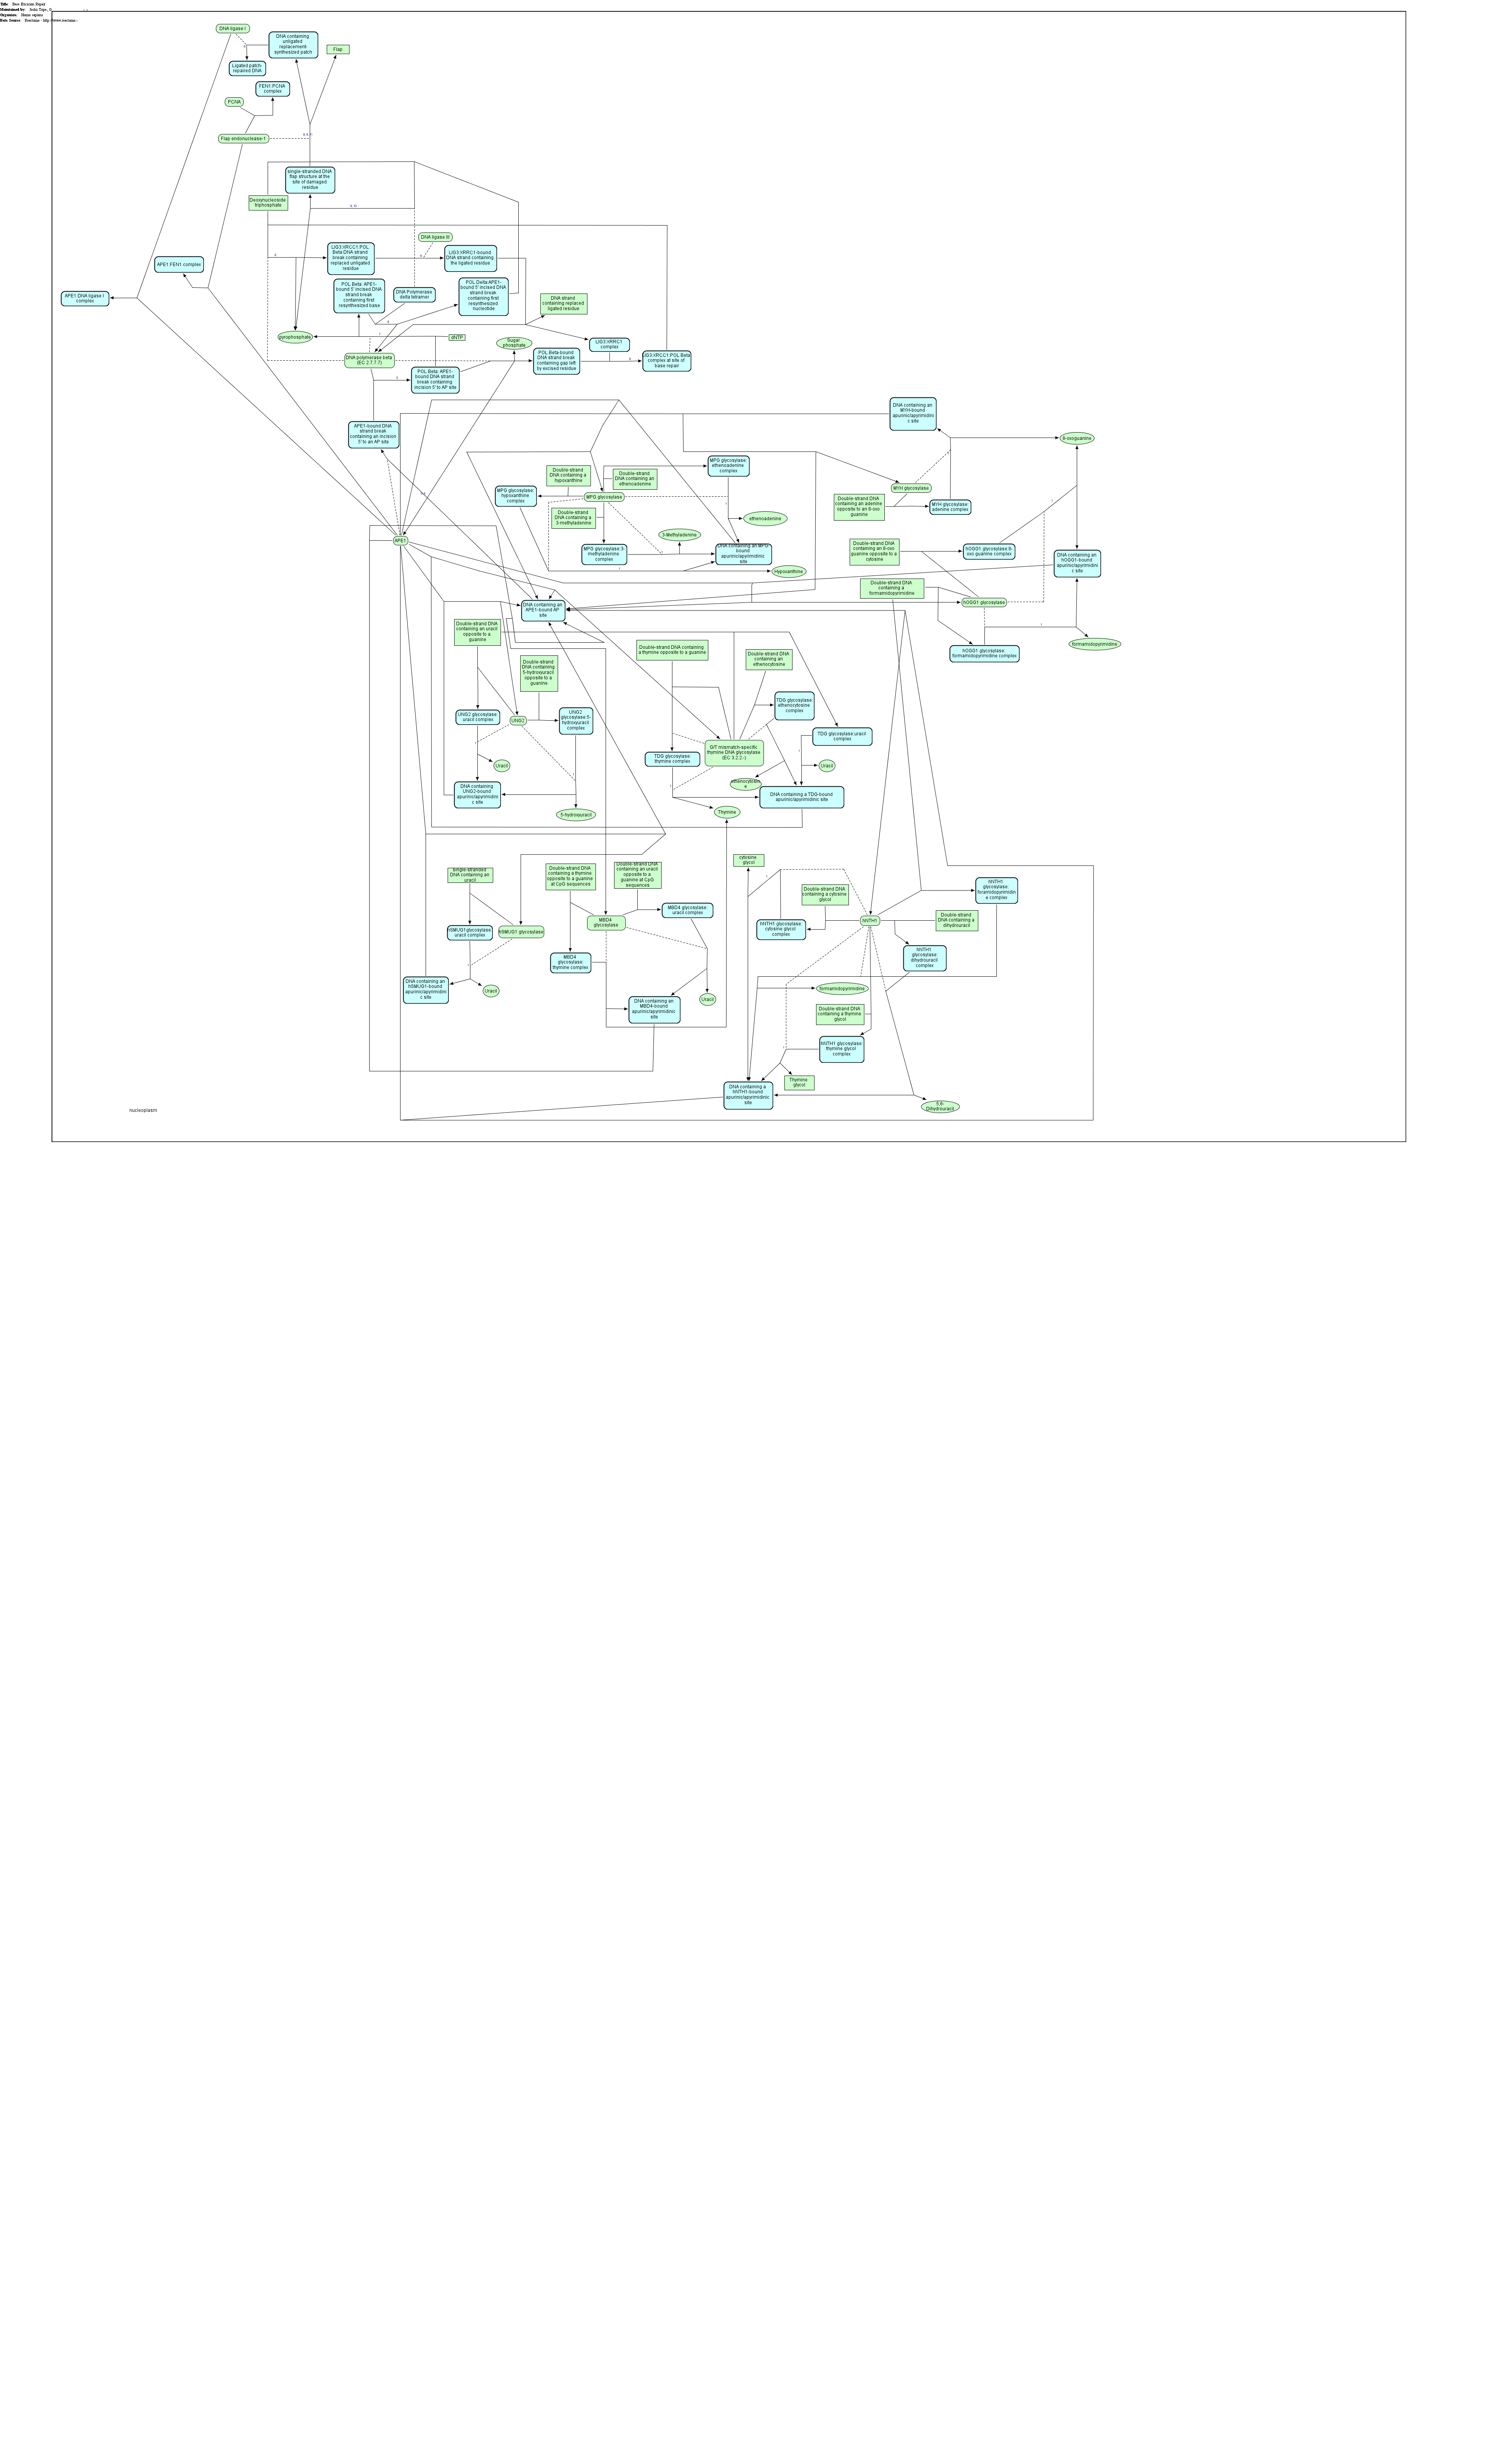 Title: Base Excision Repair
Maintained by:
Organism: Homo sapiens
Data Source: Reactome - http://www.reactome -
DNA ligase I
DNA containing
unligated
replacement-
synthesized patch
Flap
Ligated patch-
repaired DNA
FEN1:PCNA
complex
PCNA
Flap endonuclease-1
single-stranded DNA
flap structure at the
site of damaged
residue
Deoxynucleoside
triphosphate
DNA ligase III
LIG3:XRCC1:POL
Beta DNA strand
break containing
replaced unligated
residue
LIG3:XRRC1-bound
DNA strand containing
the ligated residue
APE1:FEN1 complex
APE1:DNA ligase I
complex
POL Beta: APE1-
bound 5' incised DNA
strand break
containing first
resynthesized base
DNA Polymerase
delta tetramer
POL Delta:APE1-
bound 5' incised DNA
strand break
containing first
resynthesized
nucleotide
DNA strand
containing replaced
ligated residue
pyrophosphate
dNTP
Sugar
phosphate
LIG3:XRRC1
complex
DNA polymerase beta
(EC 2.7.7.7)
POL Beta-bound
DNA strand break
containing gap left
by excised residue
LIG3:XRCC1:POL Beta
complex at site of
base repair
POL Beta: APE1-
bound DNA strand
break containing
incision 5' to AP site
APE1-bound DNA
strand break
containing an incision
5' to an AP site
DNA containing an
MYH-bound
apurinic/apyrimidini
c site
8-oxoguanine
MPG glycosylase:
ethenoadenine
complex
Double-strand
DNA containing a
hypoxanthine
Double-strand
DNA containing an
ethenoadenine
MPG glycosylase:
hypoxanthine
complex
MPG glycosylase
MYH glycosylase
Double-strand DNA
containing an adenine
opposite to an 8-oxo
guanine
MYH glycosylase:
adenine complex
Double-strand
DNA containing a
3-methyladenine
ethenoadenine
3-Methyladenine
APE1
MPG glycosylase:3-
methyladenine
complex
DNA containing an MPG-
bound
apurinic/apyrimidinic
site
Double-strand DNA
containing an 8-oxo
guanine opposite to a
cytosine
hOGG1 glycosylase:8-
oxo guanine complex
DNA containing an
hOGG1-bound
apurinic/apyrimidini
c site
Hypoxanthine
Double-strand DNA
containing a
formamidopyrimidine
DNA containing an
APE1-bound AP
site
hOGG1 glycosylase
Double-strand DNA
containing an uracil
opposite to a
guanine
hOGG1 glycosylase:
formamidopyrimidine complex
formamidopyrimidine
Double-strand
DNA containing
5-hydroxyuracil
opposite to a
guanine
Double-strand DNA containing
a thymine opposite to a guanine
Double-strand DNA
containing an
ethenocytosine
UNG2 glycosylase:
uracil complex
UNG2
UNG2
glycosylase:5-
hydroxyuracil
complex
TDG glycosylase:
ethenocytosine
complex
TDG glycosylase:uracil
complex
G/T mismatch-specific
thymine DNA glycosylase
(EC 3.2.2.-)
TDG glycosylase:
thymine complex
Uracil
Uracil
ethenocytosin
e
DNA containing
UNG2-bound
apurinic/apyrimidini
c site
DNA containing a TDG-bound
apurinic/apyrimidinic site
5-hydroxyuracil
Thymine
single-stranded
DNA containing an
uracil
Double-strand DNA
containing a thymine
opposite to a guanine
at CpG sequences
Double-strand DNA
containing an uracil
opposite to a
guanine at CpG
sequences
cytosine
glycol
Double-strand DNA
containing a cytosine
glycol
hNTH1
glycosylase:
foramidopyrimidin
e complex
MBD4 glycosylase:
uracil complex
MBD4
glycosylase
hNTH1
Double-strand
DNA containing a
dihydrouracil
hSMUG1glycosylase:
uracil complex
hSMUG1 glycosylase
hNTH1 glycosylase:
cytosine glycol
complex
MBD4
glycosylase:
thymine complex
hNTH1
glycosylase:
dihydrouracil
complex
DNA containing an
hSMUG1-bound
apurinic/apyrimidini
c site
Uracil
Uracil
formamidopyrimidine
DNA containing an
MBD4-bound
apurinic/apyrimidinic
site
Double-strand DNA
containing a thymine
glycol
hNTH1 glycosylase:
thymine glycol
complex
Thymine
glycol
DNA containing a
hNTH1-bound
apurinic/apyrimidinic
site
5,6-
Dihydrouracil
nucleoplasm